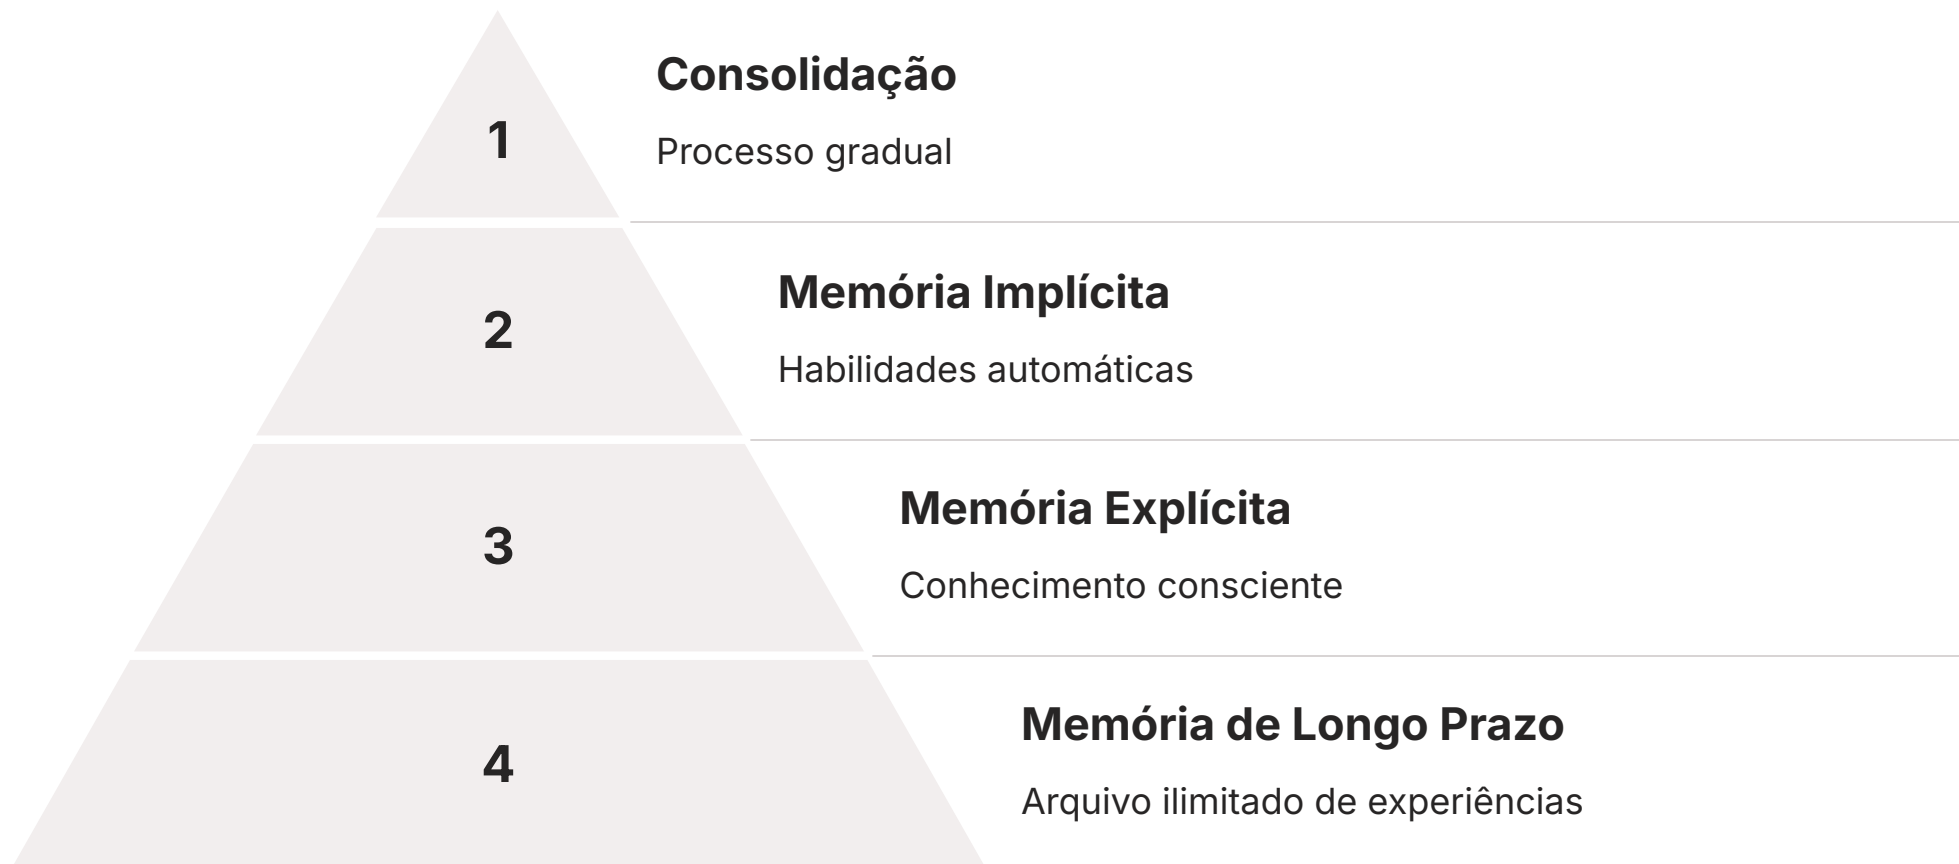 1
Consolidação
Processo gradual
2
Memória Implícita
Habilidades automáticas
3
Memória Explícita
Conhecimento consciente
4
Memória de Longo Prazo
Arquivo ilimitado de experiências